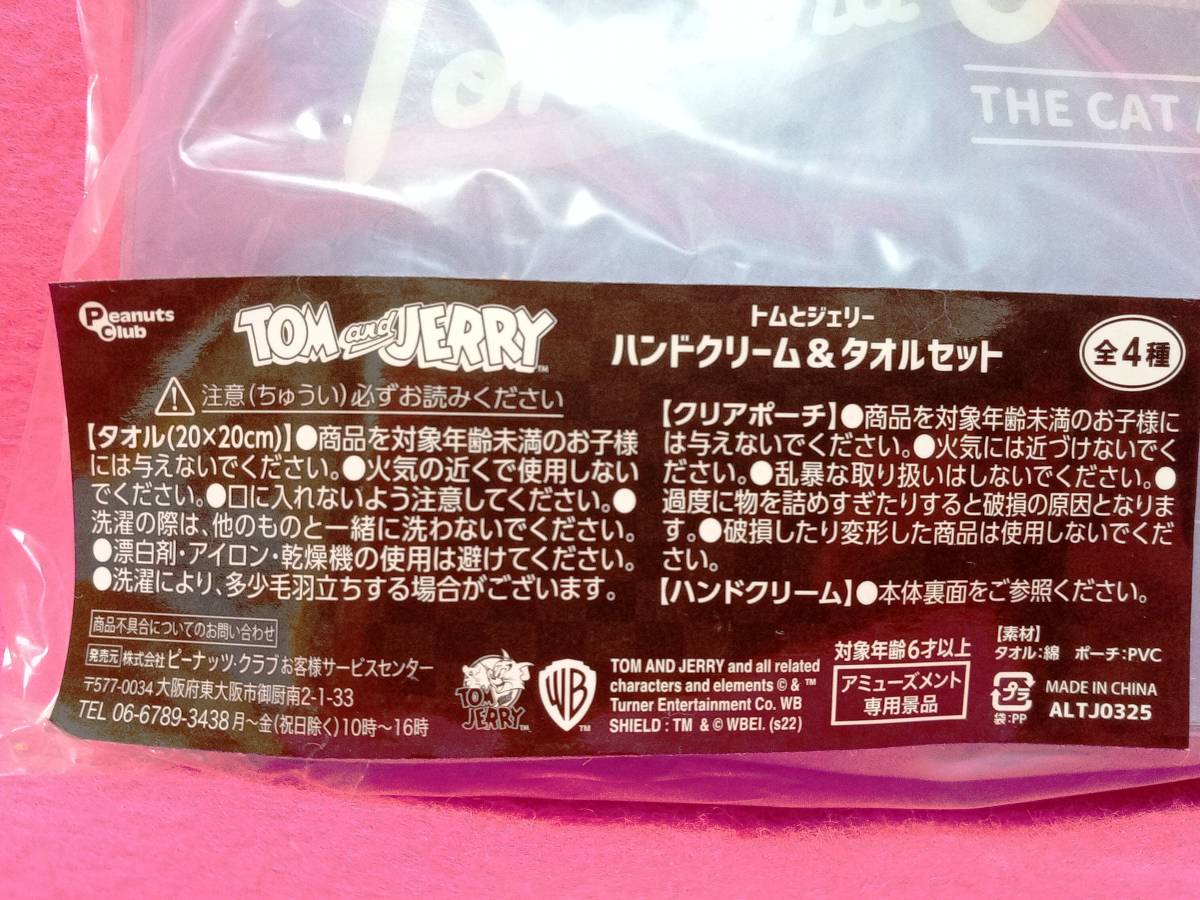 THE CAT
Peanuts Club
TOM and JERRY™
トムとジェリー
ハンドクリーム&タオルセット
全4種
注意(ちゅうい)必ずお読みください
【タオル(20×20cm)】●商品を対象年齢未満のお子様
には与えないでください。●火気の近くで使用しない
でください。●口に入れないよう注意してください。●
洗濯の際は、他のものと一緒に洗わないでください。
●漂白剤・アイロン・乾燥機の使用は避けてください。
●洗濯により、多少毛羽立ちする場合がございます。
【クリアポーチ】●商品を対象年齢未満のお子様に
は与えないでください。●火気には近づけないでく
ださい。●乱暴な取り扱いはしないでください。●
過度に物を詰めすぎたりすると破損の原因となりま
す。●破損したり変形した商品は使用しないでくだ
さい。
【ハンドクリーム】●本体裏面をご参照ください。
商品不具合についてのお問い合わせ
発売元 株式会社ピーナッツ・クラブお客様サービスセンター
〒577-0034 大阪府東大阪市御厨南2-1-33
TEL 06-6789-3438 月〜金(祝日除く)10時〜16時
TOM and JERRY™
WB™
TOM AND JERRY and all related
characters and elements © & ™
Turner Entertainment Co. WB
SHIELD : TM & © WBEI. (s22)
対象年齢6才以上
アミューズメント
専用景品
【素材】
タオル:綿 ポーチ:PVC
プラ
袋:PP
MADE IN CHINA
ALTJ0325